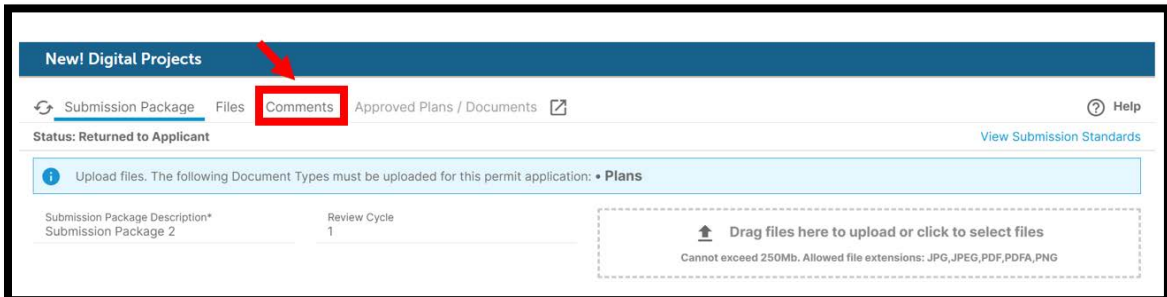 New! Digital Projects
Submission Package Files Comments Approved Plans / Documents Help
Status: Returned to Applicant View Submission Standards
Upload files. The following Document Types must be uploaded for this permit application: • Plans
Submission Package Description* Review Cycle
Submission Package 2 1
Drag files here to upload or click to select files
Cannot exceed 250Mb. Allowed file extensions: JPG,JPEG,PDF,PDFA,PNG